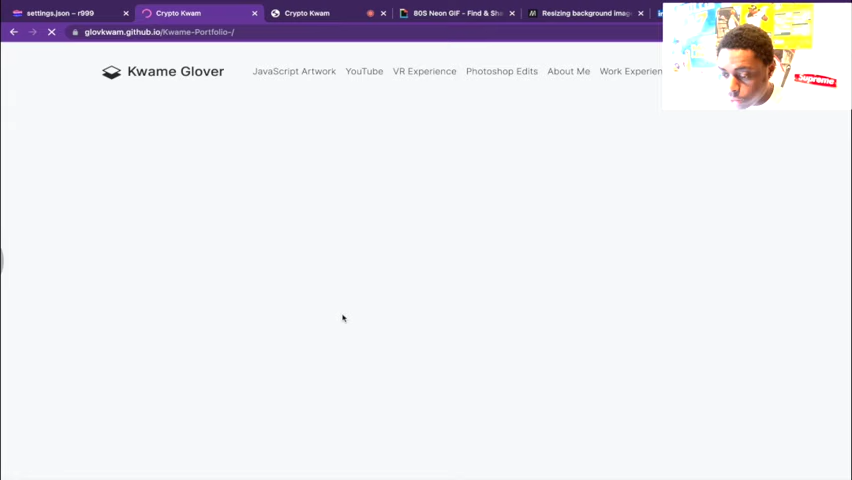 settings.json – r999
Crypto Kwam
Crypto Kwam
80S Neon GIF - Find & Sha
Resizing background imag
glovkwam.github.io/Kwame-Portfolio-/
Kwame Glover
JavaScript Artwork
YouTube
VR Experience
Photoshop Edits
About Me
Work Experien
Supreme